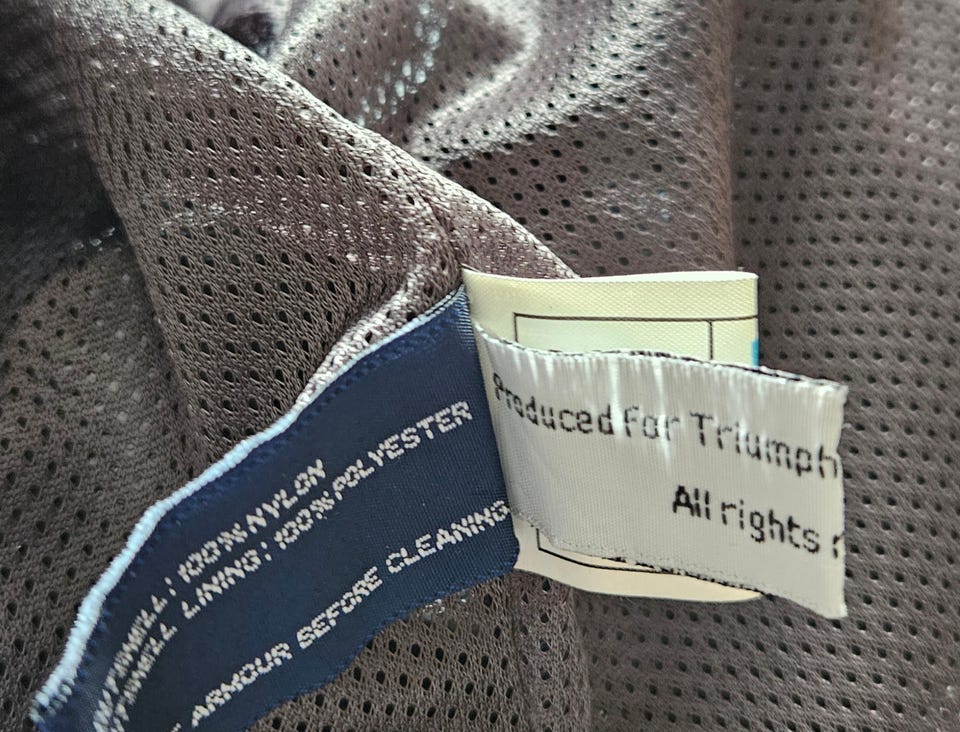 100% NYLON
LINING: 100% POLYESTER
ARMOUR BEFORE CLEANING
Produced for Triumph
All rights